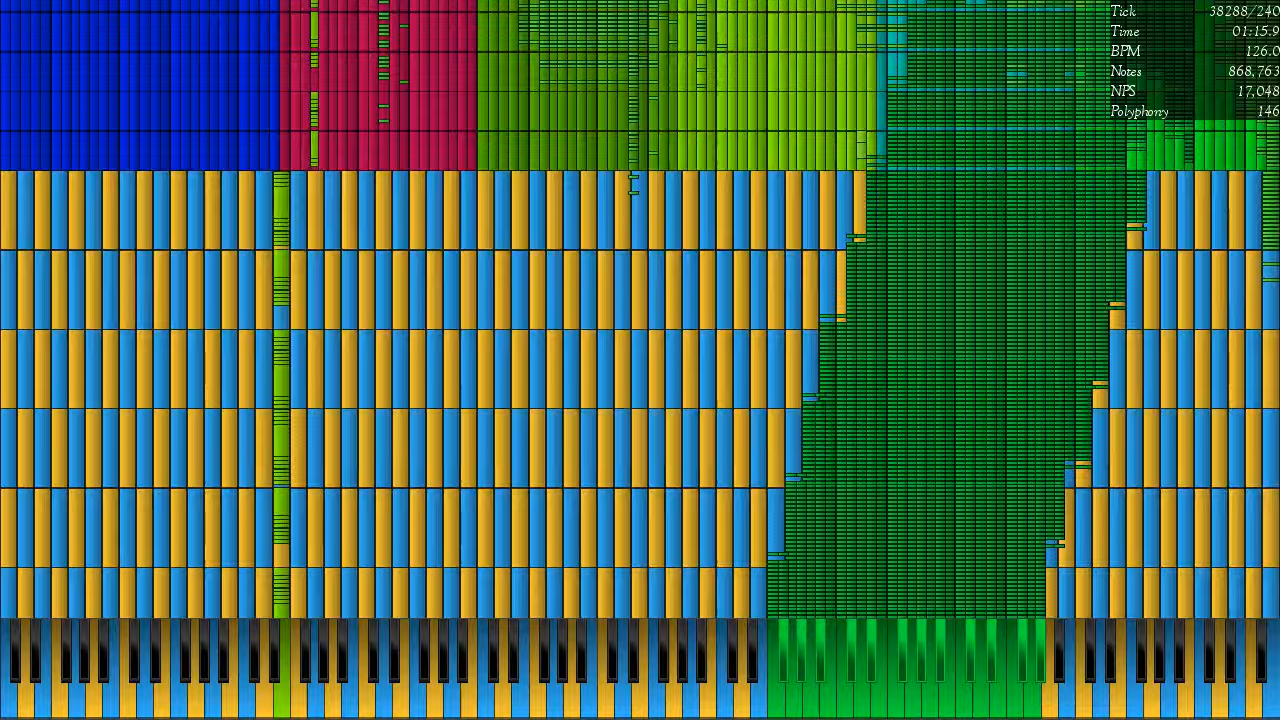 Tick 38288/240
Time 01:15.9
BPM 126.0
Notes 868,763
NPS 17,048
Polyphony 146